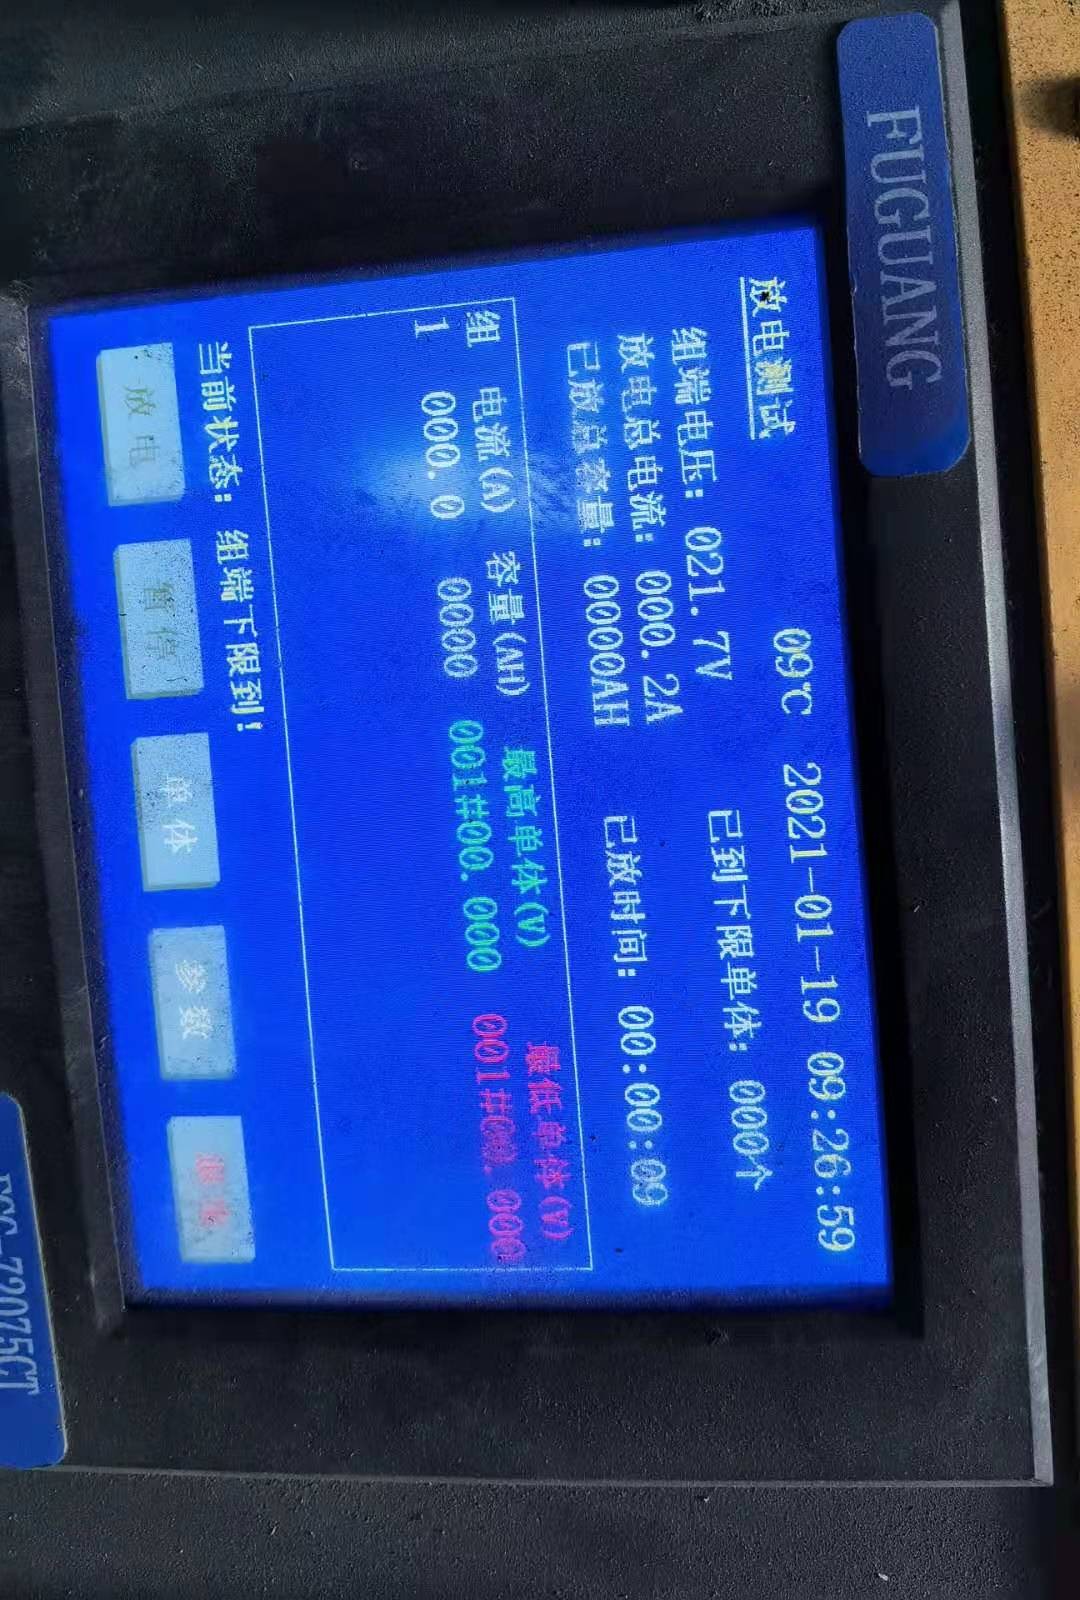 FUGUANG
放电测试 09℃ 2021-01-19 09:26:59
组端电压: 021.7V 已到下限单体: 000个
放电总电流: 000.2A
已放总容量: 0000AH 已放时间: 00:00:09
组 电流(A) 容量(AH) 最高单体(V) 最低单体(V)
1 000.0 0000 001#00.000 001#00.000
当前状态: 组端下限到!
放电 暂停 单体 参数